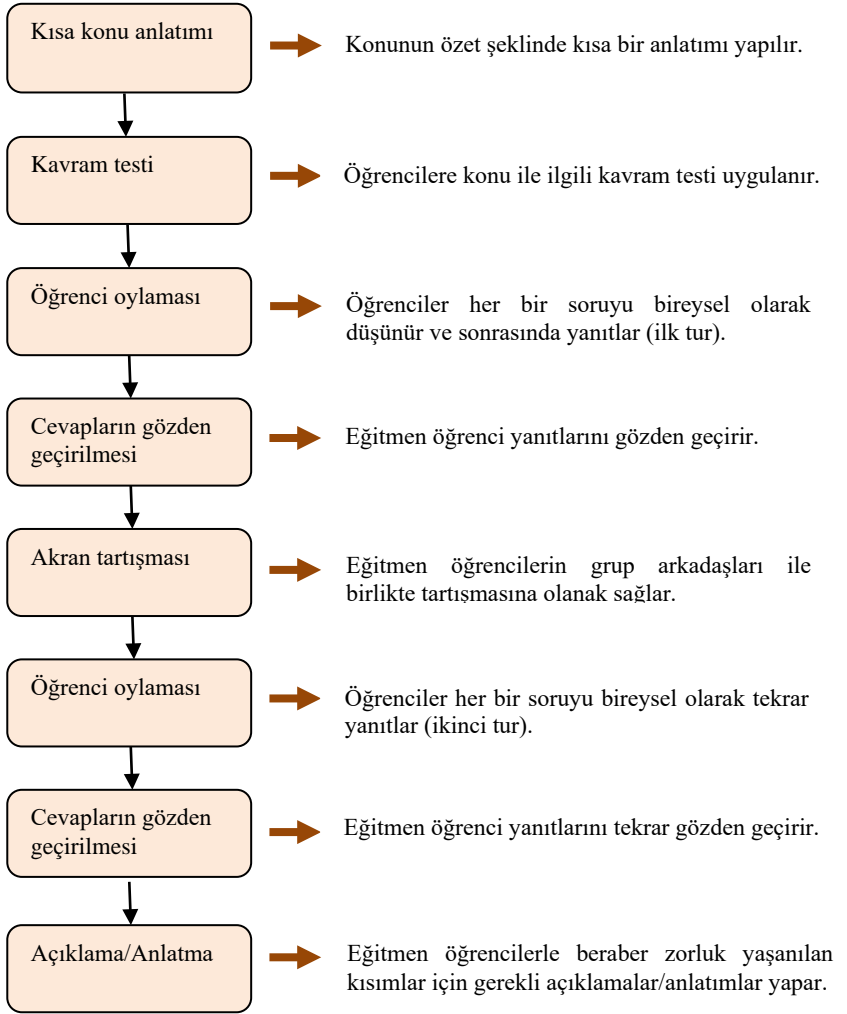 Kısa konu anlatımı
Konunun özet şeklinde kısa bir anlatımı yapılır.
Kavram testi
Öğrencilere konu ile ilgili kavram testi uygulanır.
Öğrenci oylaması
Öğrenciler her bir soruyu bireysel olarak
düşünür ve sonrasında yanıtlar (ilk tur).
Cevapların gözden
geçirilmesi
Eğitmen öğrenci yanıtlarını gözden geçirir.
Akran tartışması
Eğitmen öğrencilerin grup arkadaşları ile
birlikte tartışmasına olanak sağlar.
Öğrenci oylaması
Öğrenciler her bir soruyu bireysel olarak tekrar
yanıtlar (ikinci tur).
Cevapların gözden
geçirilmesi
Eğitmen öğrenci yanıtlarını tekrar gözden geçirir.
Açıklama/Anlatma
Eğitmen öğrencilerle beraber zorluk yaşanılan
kısımlar için gerekli açıklamalar/anlatımlar yapar.